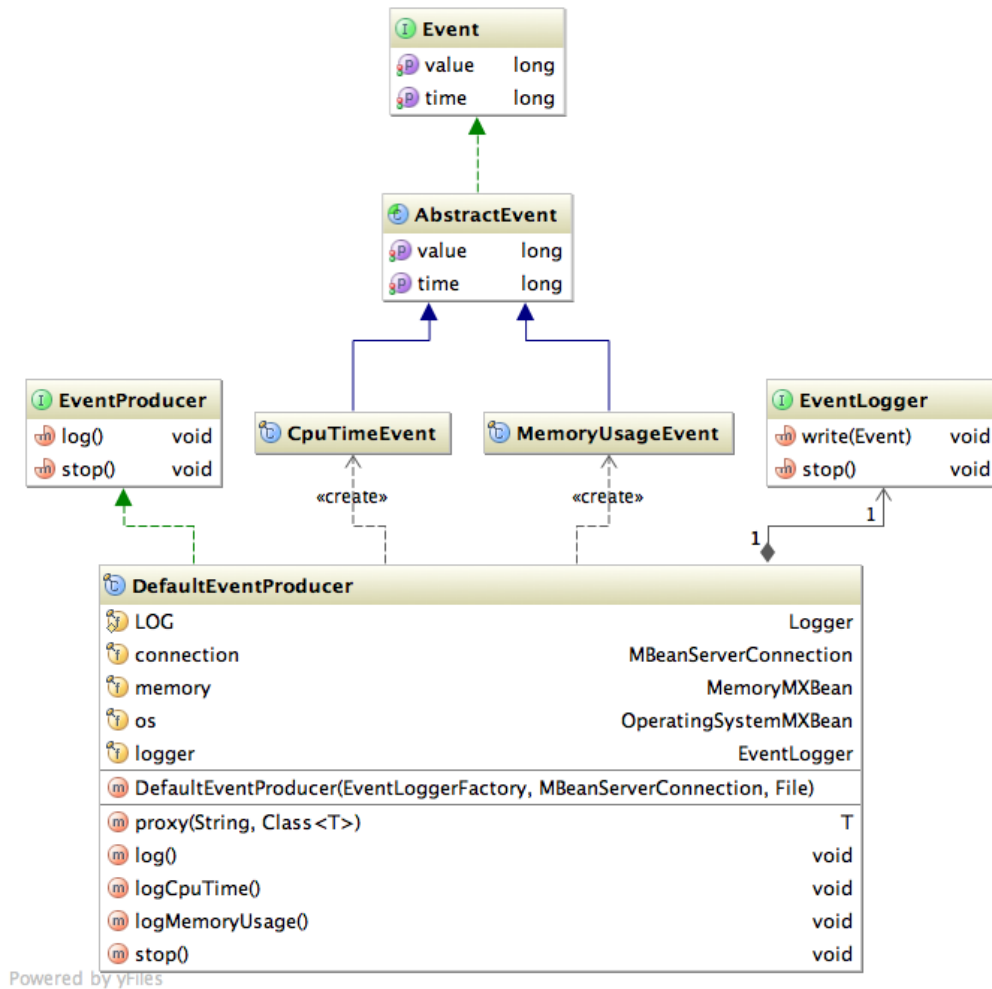 Event
value long
time long
AbstractEvent
value long
time long
EventProducer
log() void
stop() void
CpuTimeEvent
MemoryUsageEvent
EventLogger
write(Event) void
stop() void
«create»
«create»
1
1
DefaultEventProducer
LOG Logger
connection MBeanServerConnection
memory MemoryMXBean
os OperatingSystemMXBean
logger EventLogger
DefaultEventProducer(EventLoggerFactory, MBeanServerConnection, File)
proxy(String, Class<T>) T
log() void
logCpuTime() void
logMemoryUsage() void
stop() void
Powered by yFiles